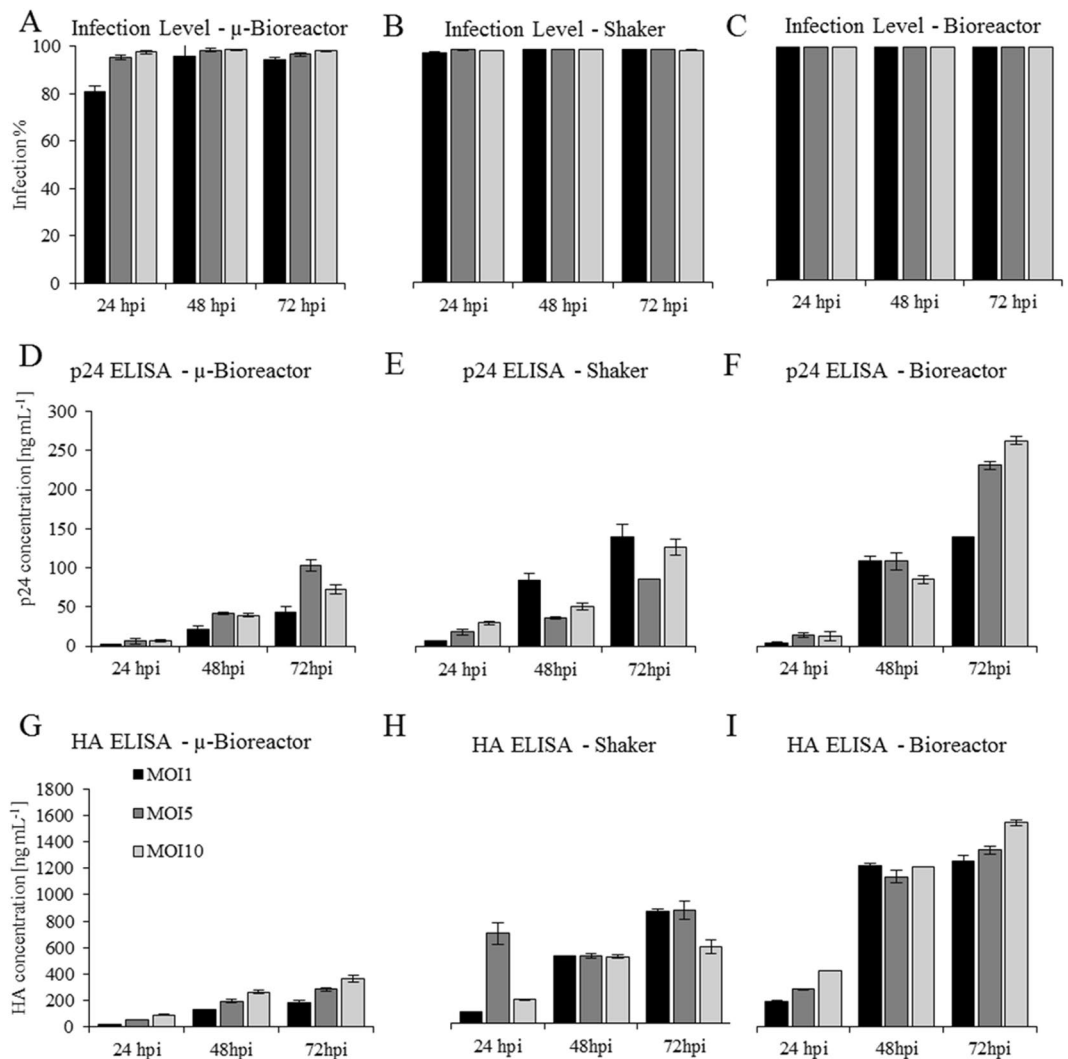 A
Infection Level - µ-Bioreactor
B
Infection Level - Shaker
C
Infection Level - Bioreactor
Infection %
100
80
60
40
20
0
24 hpi 48 hpi 72 hpi
24 hpi 48 hpi 72 hpi
24 hpi 48 hpi 72 hpi
D
p24 ELISA - µ-Bioreactor
E
p24 ELISA - Shaker
F
p24 ELISA - Bioreactor
p24 concentration [ng mL⁻¹]
300
250
200
150
100
50
0
24 hpi 48hpi 72hpi
24 hpi 48hpi 72hpi
24 hpi 48hpi 72hpi
G
HA ELISA - µ-Bioreactor
H
HA ELISA - Shaker
I
HA ELISA - Bioreactor
MOI1
MOI5
MOI10
HA concentration [ng mL⁻¹]
1800
1600
1400
1200
1000
800
600
400
200
0
24 hpi 48hpi 72hpi
24 hpi 48hpi 72hpi
24 hpi 48hpi 72hpi